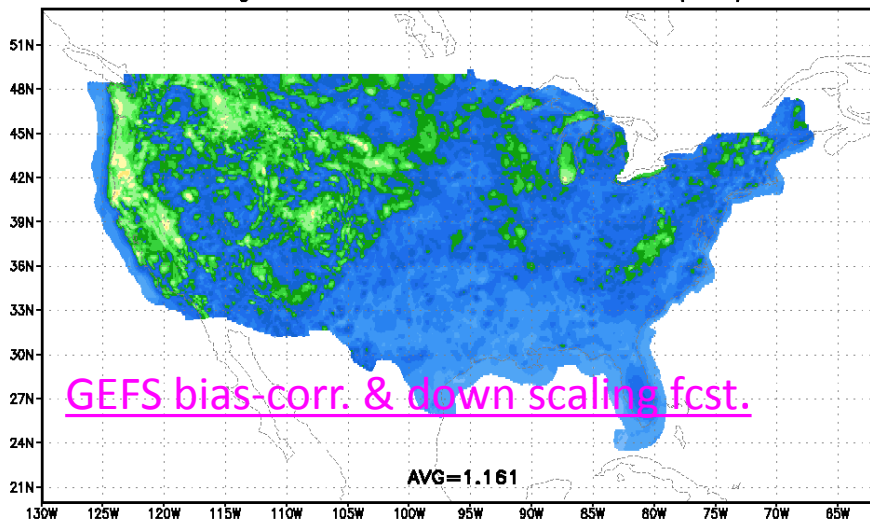 51N
48N
45N
42N
39N
36N
33N
30N
27N
24N
21N
GEFS bias-corr. & down scaling fcst.
AVG=1.161
130W 125W 120W 115W 110W 105W 100W 95W 90W 85W 80W 75W 70W 65W